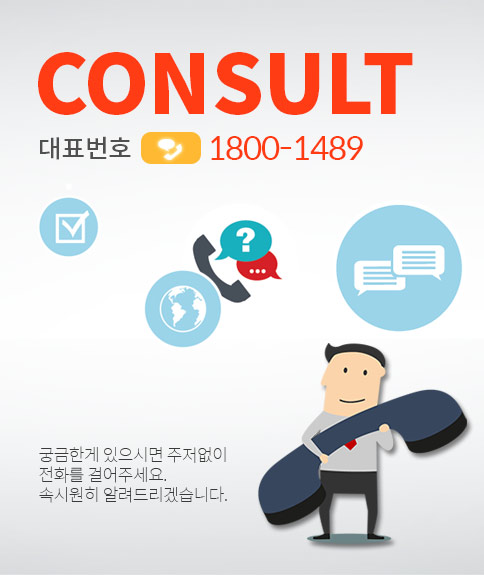 CONSULT
대표번호 1800-1489
?
궁금한게 있으시면 주저없이
전화를 걸어주세요.
속시원히 알려드리겠습니다.